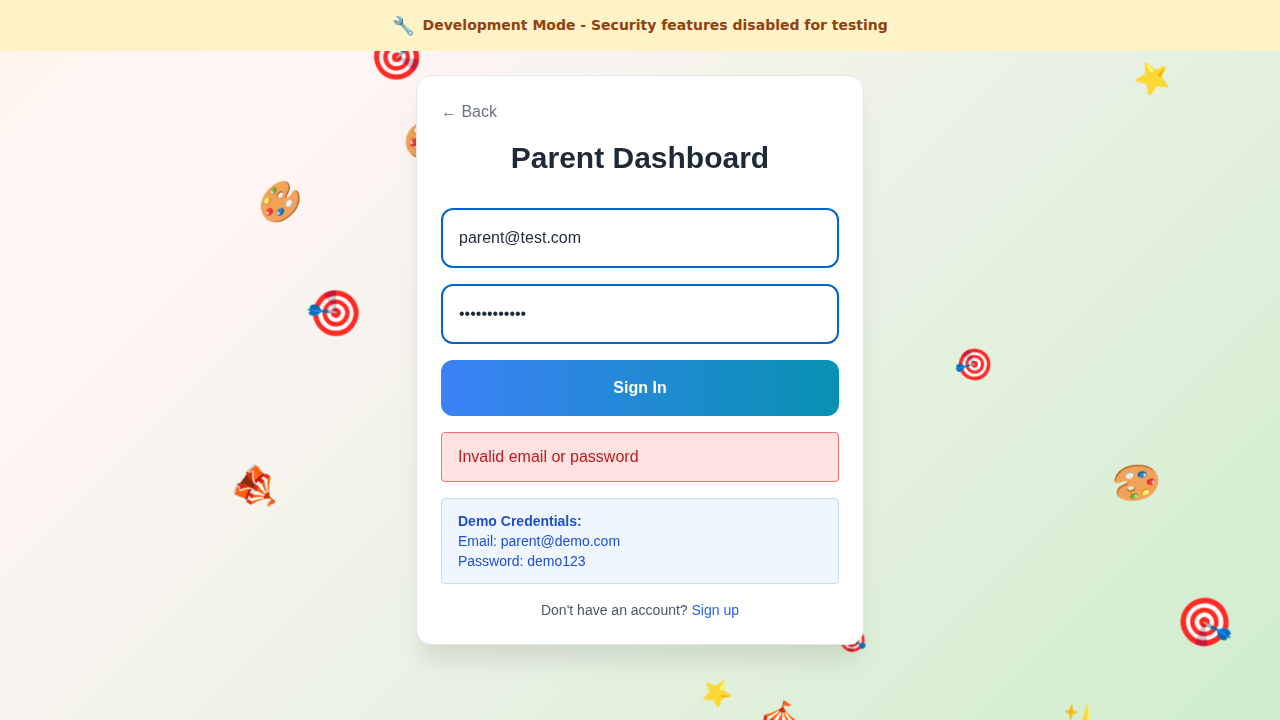 Development Mode - Security features disabled for testing
← Back
Parent Dashboard
parent@test.com
••••••••••••
Sign In
Invalid email or password
Demo Credentials:
Email: parent@demo.com
Password: demo123
Don't have an account? Sign up